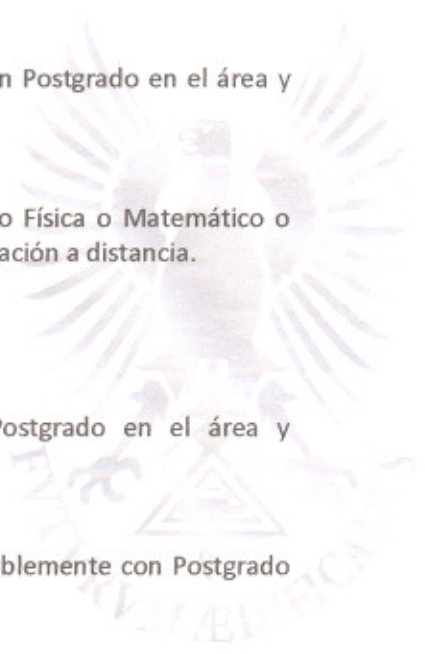 n Postgrado en el área y
o Física o Matemático o
ación a distancia.
Postgrado en el área y
blemente con Postgrado